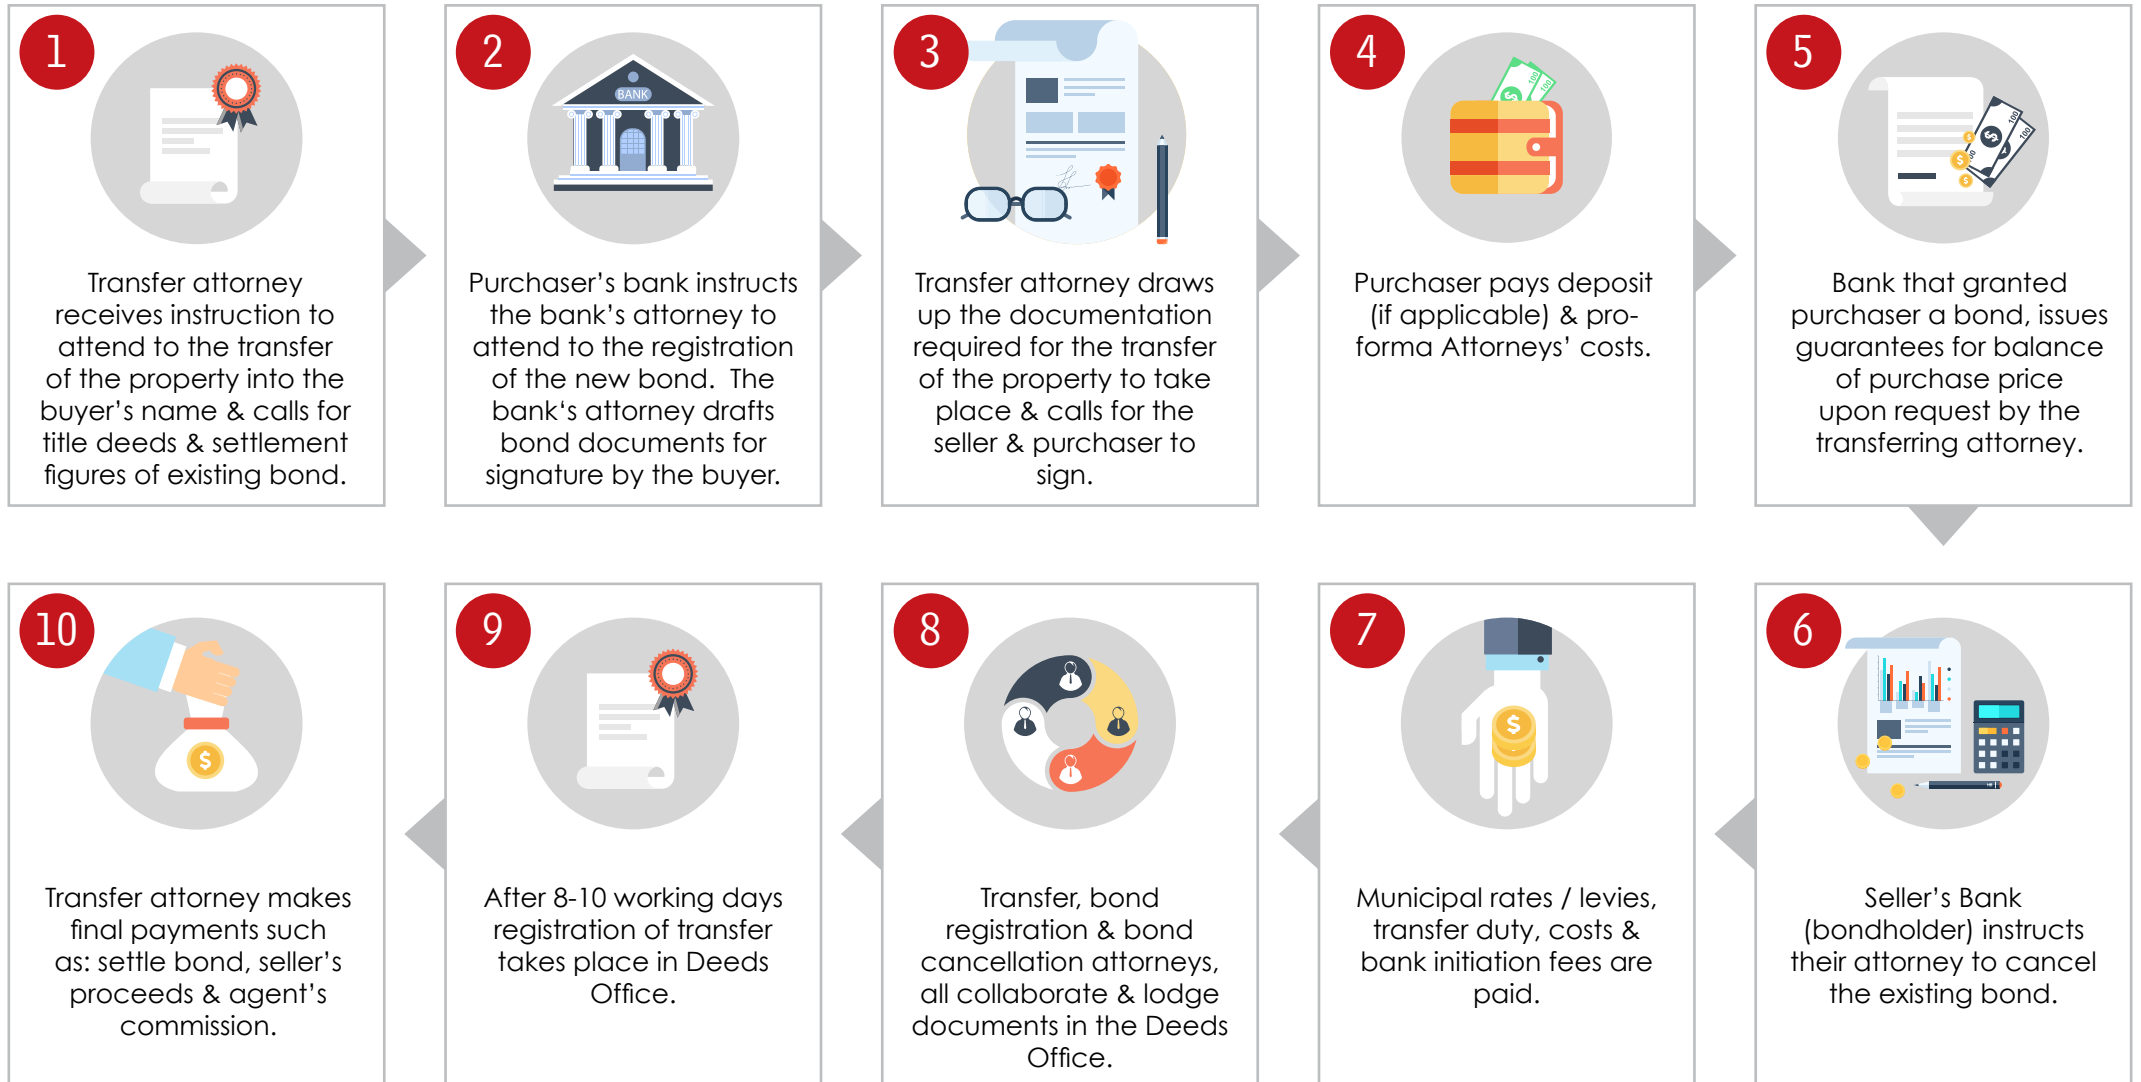 1
Transfer attorney
receives instruction to
attend to the transfer
of the property into the
buyer's name & calls for
title deeds & settlement
figures of existing bond.
2
BANK
Purchaser's bank instructs
the bank's attorney to
attend to the registration
of the new bond.  The
bank‘s attorney drafts
bond documents for
signature by the buyer.
3
Transfer attorney draws
up the documentation
required for the transfer
of the property to take
place & calls for the
seller & purchaser to
sign.
4
100
100
$
Purchaser pays deposit
(if applicable) & pro-
forma Attorneys' costs.
5
100
100
$
$
$
$
Bank that granted
purchaser a bond, issues
guarantees for balance
of purchase price
upon request by the
transferring attorney.
6
Seller's Bank
(bondholder) instructs
their attorney to cancel
the existing bond.
7
$
Municipal rates / levies,
transfer duty, costs &
bank initiation fees are
paid.
8
Transfer, bond
registration & bond
cancellation attorneys,
all collaborate & lodge
documents in the Deeds
Office.
9
After 8-10 working days
registration of transfer
takes place in Deeds
Office.
10
$
Transfer attorney makes
final payments such
as: settle bond, seller's
proceeds & agent's
commission.